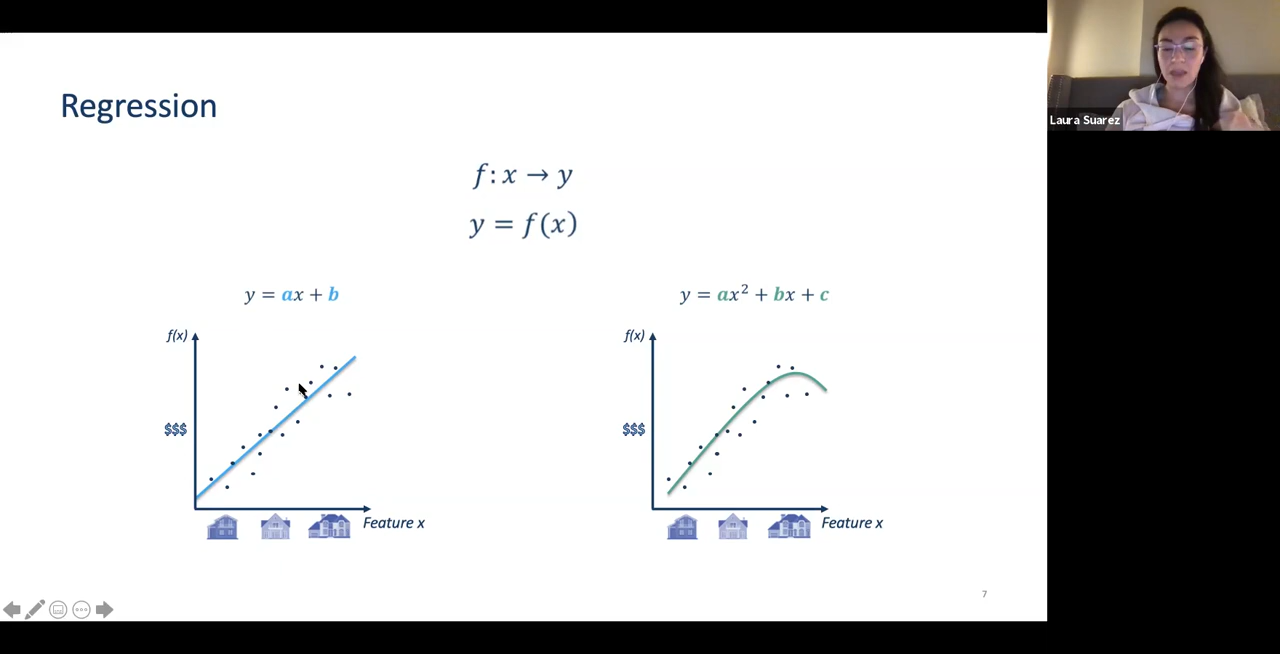 Regression
f: x → y
y = f(x)
y = ax + b
f(x)
$$$
Feature x
y = ax² + bx + c
f(x)
$$$
Feature x
7
Laura Suarez